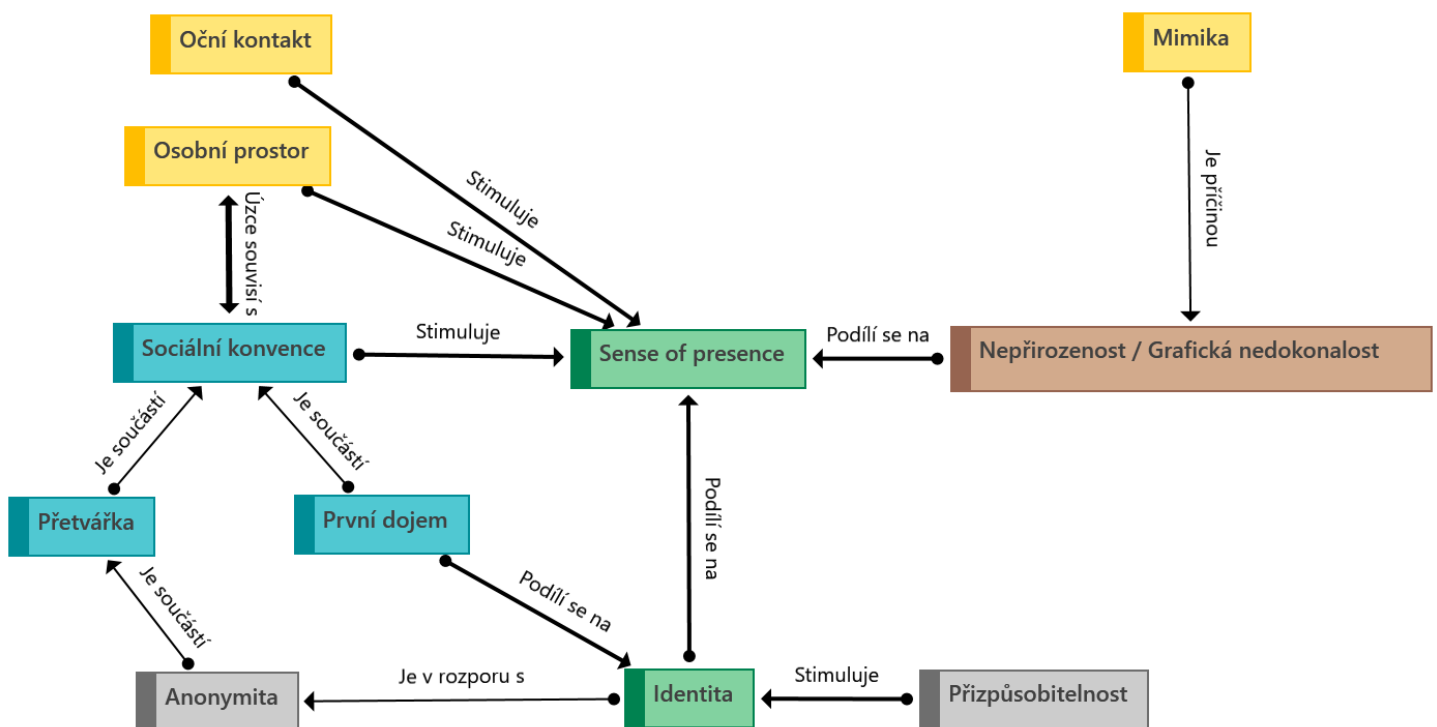 Oční kontakt
Mimika
Osobní prostor
Stimuluje
Je příčinou
Úzce souvisí s
Stimuluje
Sociální konvence
Stimuluje
Sense of presence
Podílí se na
Nepřirozenost / Grafická nedokonalost
Je součástí
Je součástí
Přetvářka
První dojem
Podílí se na
Je součástí
Podílí se na
Anonymita
Je v rozporu s
Identita
Stimuluje
Přizpůsobitelnost